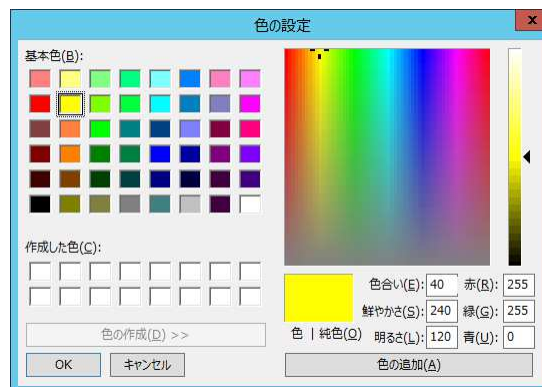 色の設定
x
基本色(B):
作成した色(C):
色の作成(D) >>
OK キャンセル
色 | 純色(O)
色合い(E): 40 赤(R): 255
鮮やかさ(S): 240 緑(G): 255
明るさ(L): 120 青(U): 0
色の追加(A)